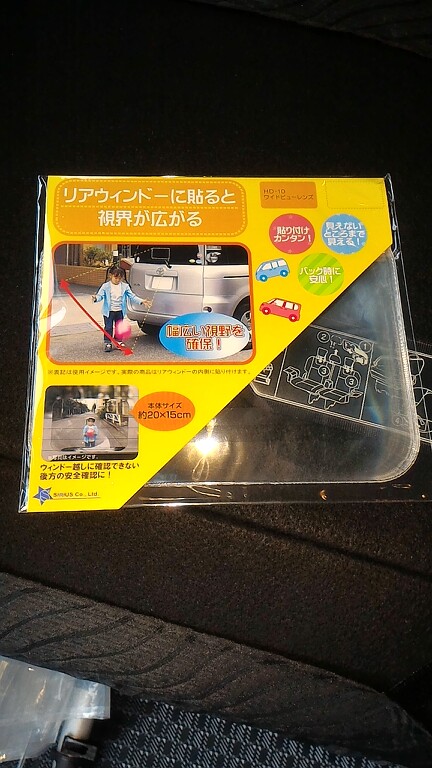 リアウィンドーに貼ると
視界が広がる
HD-10
ワイドビューレンズ
貼り付け
カンタン!
見えない
ところまで
見える!
バック時に
安心!
幅広い視野を
確保!
※表記は使用イメージです。実際の商品はリアウィンドーの内側に貼り付けます。
本体サイズ
約20×15cm
※写真はイメージです。
ウィンドー越しに確認できない
後方の安全確認に!
SIRIUS Co., Ltd.
②
①
③
③